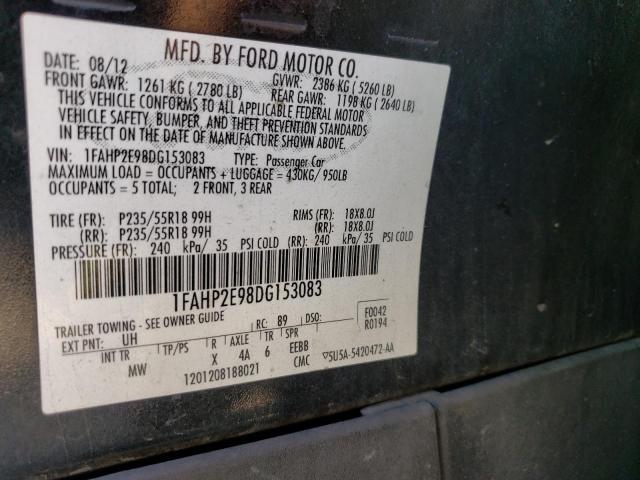 MFD. BY FORD MOTOR CO.
DATE: 08/12
GVWR: 2386 KG ( 5260 LB)
FRONT GAWR: 1261 KG ( 2780 LB)
REAR GAWR: 1198 KG ( 2640 LB)
THIS VEHICLE CONFORMS TO ALL APPLICABLE FEDERAL MOTOR
VEHICLE SAFETY, BUMPER, AND THEFT PREVENTION STANDARDS
IN EFFECT ON THE DATE OF MANUFACTURE SHOWN ABOVE.
VIN: 1FAHP2E98DG153083 TYPE: Passenger Car
MAXIMUM LOAD = OCCUPANTS + LUGGAGE = 430KG/ 950LB
OCCUPANTS = 5 TOTAL; 2 FRONT, 3 REAR
TIRE (FR): P235/55R18 99H RIMS (FR): 18X8.0J
(RR): P235/55R18 99H (RR): 18X8.0J
PRESSURE (FR): 240 kPa/ 35 PSI COLD (RR): 240 kPa/ 35 PSI COLD
1FAHP2E98DG153083
TRAILER TOWING - SEE OWNER GUIDE
RC: 89 DSO:
F0042
R0194
EXT PNT: UH
INT TR TP/PS R AXLE TR SPR
MW X 4A 6 EEBB
CMC
▽5U5A-5420472-AA
1201208188021